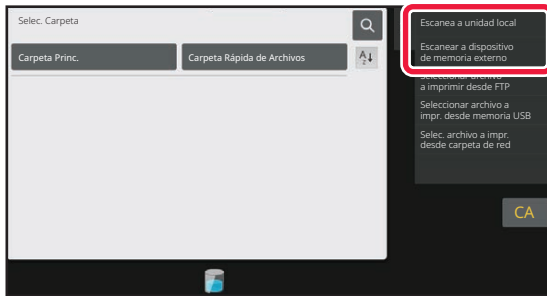 Selec. Carpeta
Carpeta Princ.
Carpeta Rápida de Archivos
Escanea a unidad local
Escanear a dispositivo
de memoria externo
Seleccionar archivo
a imprimir desde FTP
Seleccionar archivo a
impr. desde memoria USB
Selec. archivo a impr.
desde carpeta de red
CA